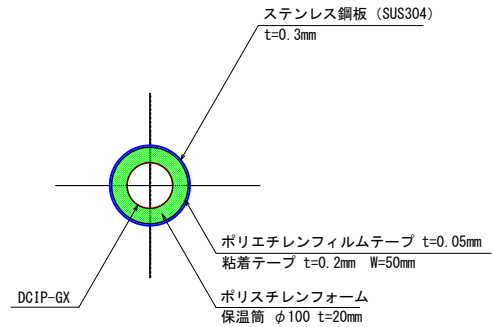 ステンレス鋼板 (SUS304)
t=0.3mm
ポリエチレンフィルムテープ t=0.05mm
粘着テープ t=0.2mm W=50mm
DCIP-GX
ポリスチレンフォーム
保温筒 φ100 t=20mm